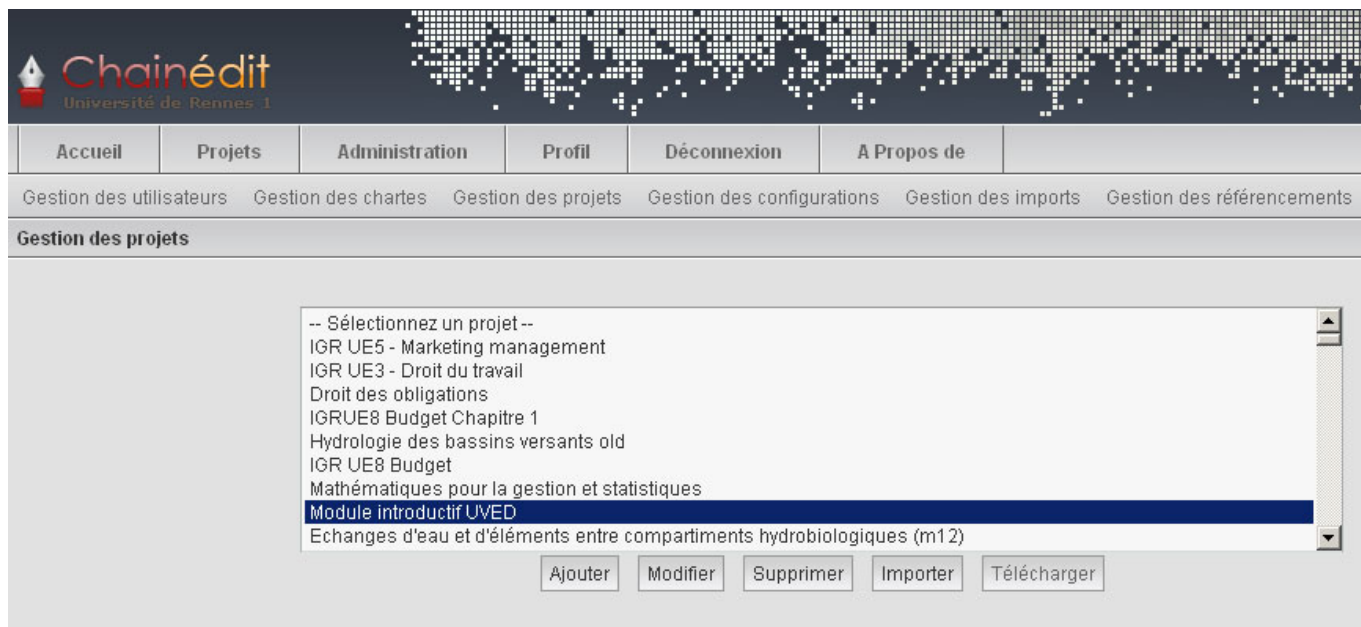 Chainédit
Université de Rennes 1
Accueil Projets Administration Profil Déconnexion A Propos de
Gestion des utilisateurs Gestion des chartes Gestion des projets Gestion des configurations Gestion des imports Gestion des référencements
Gestion des projets
-- Sélectionnez un projet --
IGR UE5 - Marketing management
IGR UE3 - Droit du travail
Droit des obligations
IGRUE8 Budget Chapitre 1
Hydrologie des bassins versants old
IGR UE8 Budget
Mathématiques pour la gestion et statistiques
Module introductif UVED
Echanges d'eau et d'éléments entre compartiments hydrobiologiques (m12)
Ajouter Modifier Supprimer Importer Télécharger